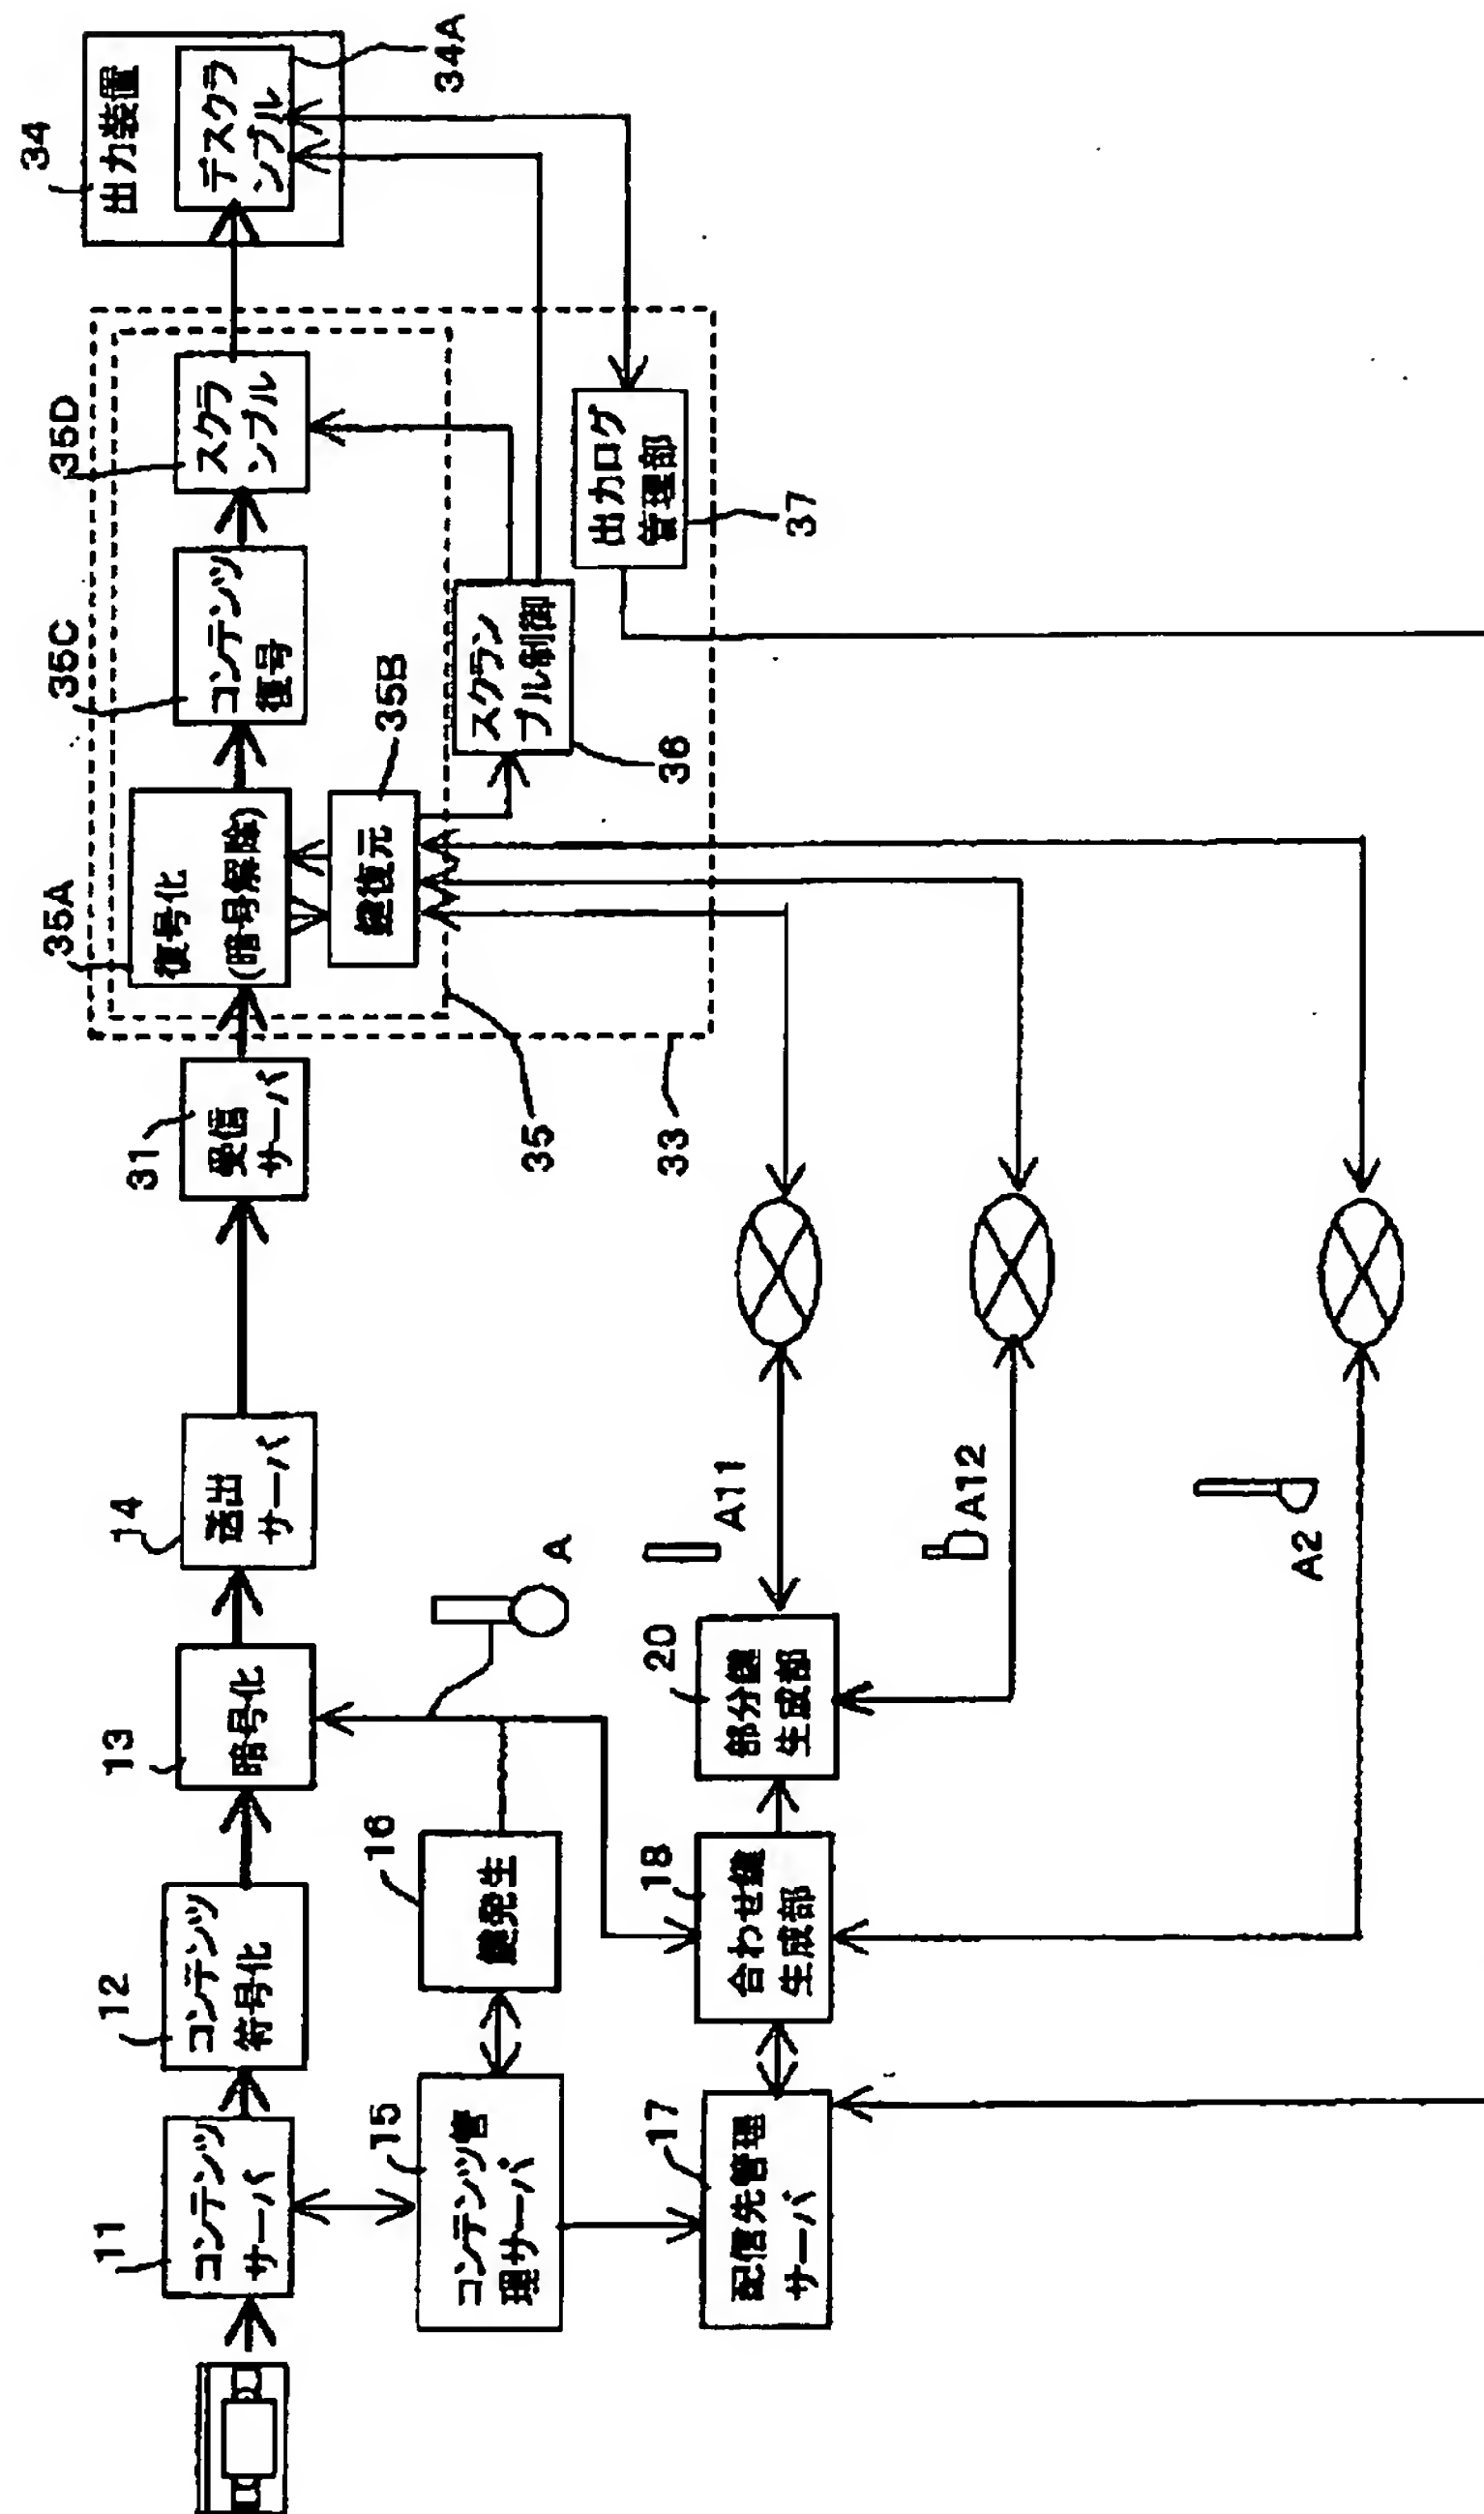 34
出力装置
デスクラ
ンブル
34A
35D
スクラ
ンブル
35C
コンテンツ
復号
35A
復号化
(暗号解除)
35B
鍵復元
スクラン
ブル制御
36
出力ログ
管理部
37
35
33
31
受信
サーバ
14
送出
サーバ
13
暗号化
A
12
コンテンツ
符号化
11
コンテンツ
サーバ
16
鍵発生
15
コンテンツ管
理サーバ
20
部分鍵
生成部
A11
A12
A2
18
合わせ鍵
生成部
17
配信先管理
サーバ